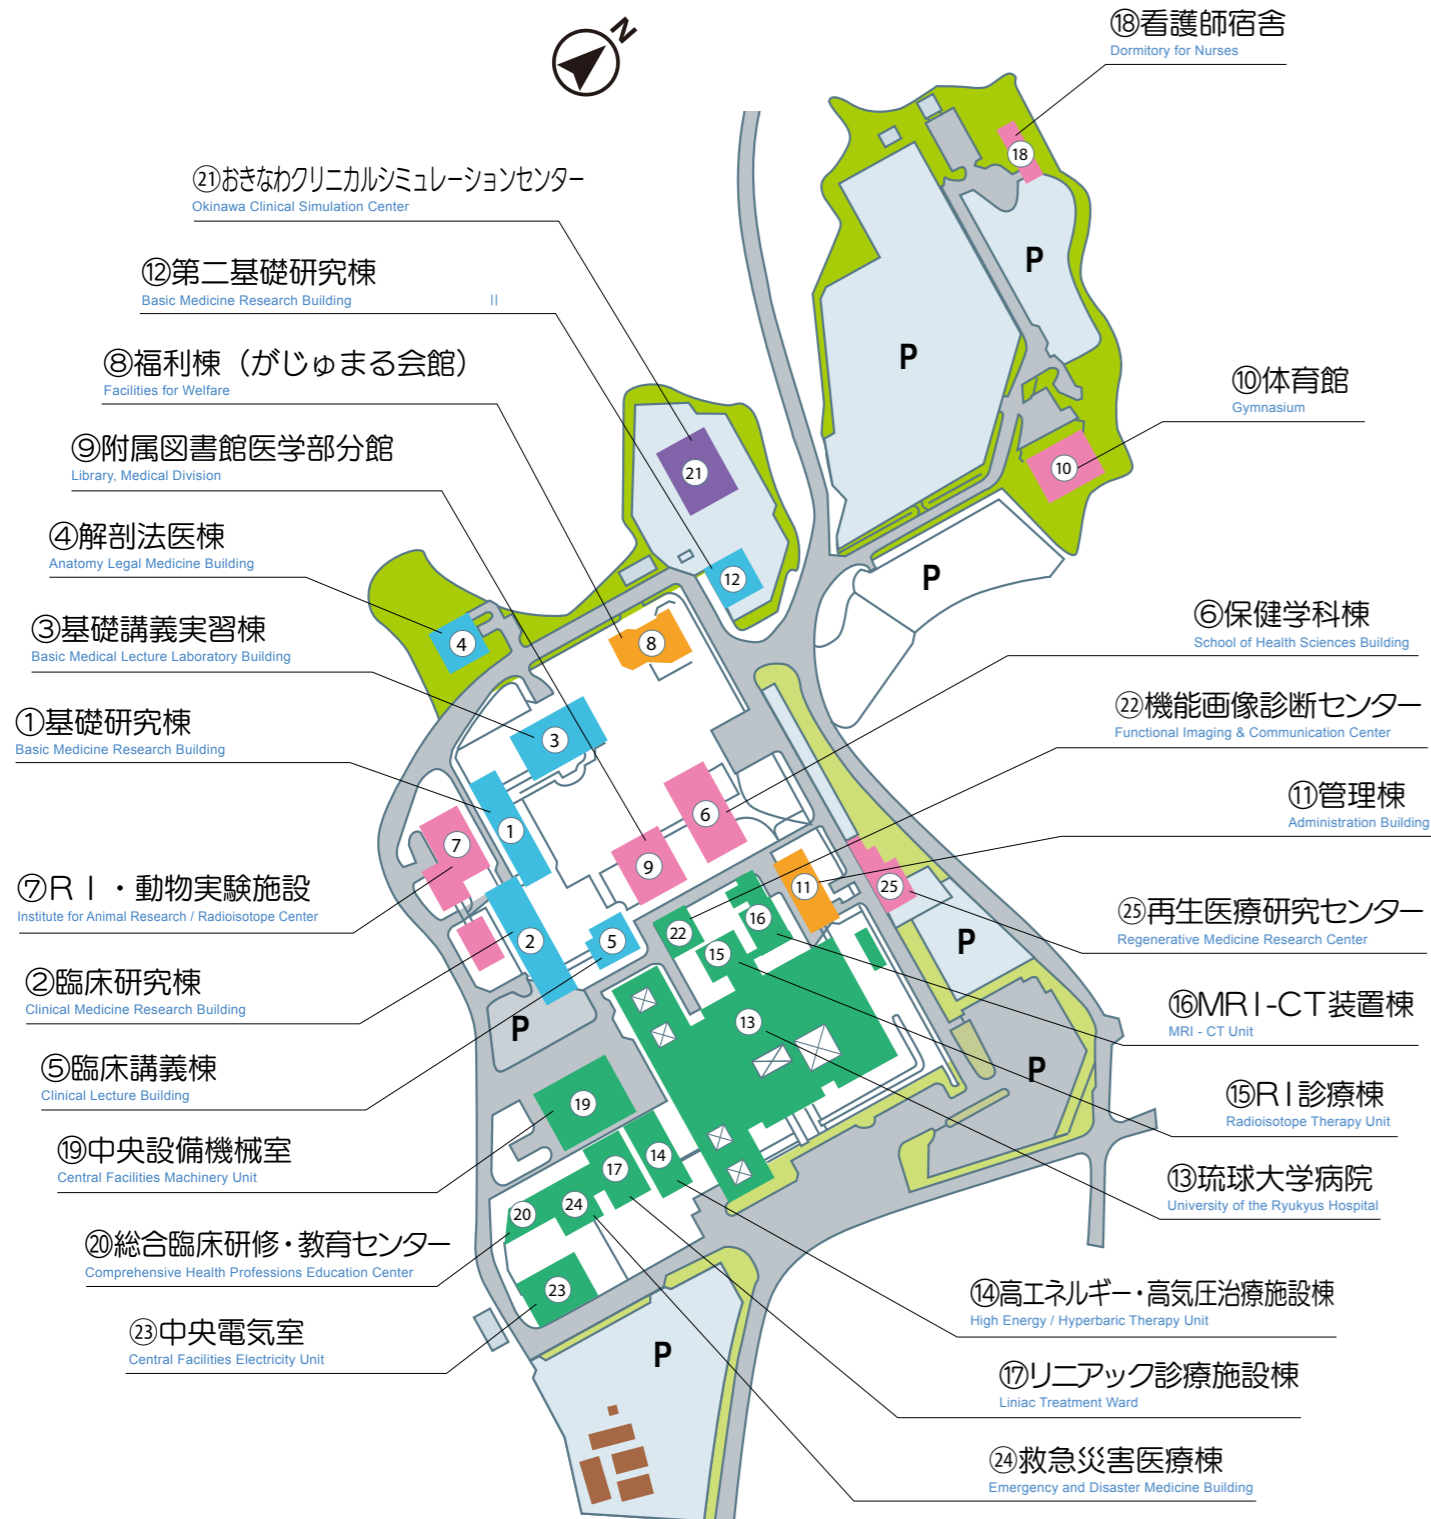 N
⑱看護師宿舎
Dormitory for Nurses
㉑おきなわクリニカルシミュレーションセンター
Okinawa Clinical Simulation Center
⑫第二基礎研究棟
Basic Medicine Research Building II
⑧福利棟（がじゅまる会館）
Facilities for Welfare
⑨附属図書館医学部分館
Library, Medical Division
④解剖法医棟
Anatomy Legal Medicine Building
③基礎講義実習棟
Basic Medical Lecture Laboratory Building
①基礎研究棟
Basic Medicine Research Building
⑦RI・動物実験施設
Institute for Animal Research / Radioisotope Center
②臨床研究棟
Clinical Medicine Research Building
⑤臨床講義棟
Clinical Lecture Building
⑲中央設備機械室
Central Facilities Machinery Unit
⑳総合臨床研修・教育センター
Comprehensive Health Professions Education Center
㉓中央電気室
Central Facilities Electricity Unit
⑩体育館
Gymnasium
⑥保健学科棟
School of Health Sciences Building
㉒機能画像診断センター
Functional Imaging & Communication Center
⑪管理棟
Administration Building
㉕再生医療研究センター
Regenerative Medicine Research Center
⑯MRI-CT装置棟
MRI - CT Unit
⑮RI診療棟
Radioisotope Therapy Unit
⑬琉球大学病院
University of the Ryukyus Hospital
⑭高エネルギー・高気圧治療施設棟
High Energy / Hyperbaric Therapy Unit
⑰リニアック診療施設棟
Liniac Treatment Ward
㉔救急災害医療棟
Emergency and Disaster Medicine Building
18
P
P
10
21
12
P
8
4
3
6
1
7
9
11
25
16
22
2
5
15
P
13
P
P
19
14
17
24
20
23
P